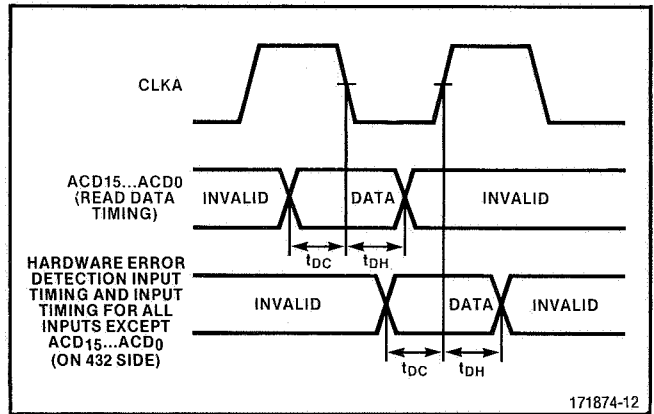 CLKA
ACD15...ACD0
(READ DATA
TIMING)
INVALID
DATA
INVALID
tDC
tDH
HARDWARE ERROR
DETECTION INPUT
TIMING AND INPUT
TIMING FOR ALL
INPUTS EXCEPT
ACD15...ACD0
(ON 432 SIDE)
INVALID
DATA
INVALID
tDC
tDH
171874-12